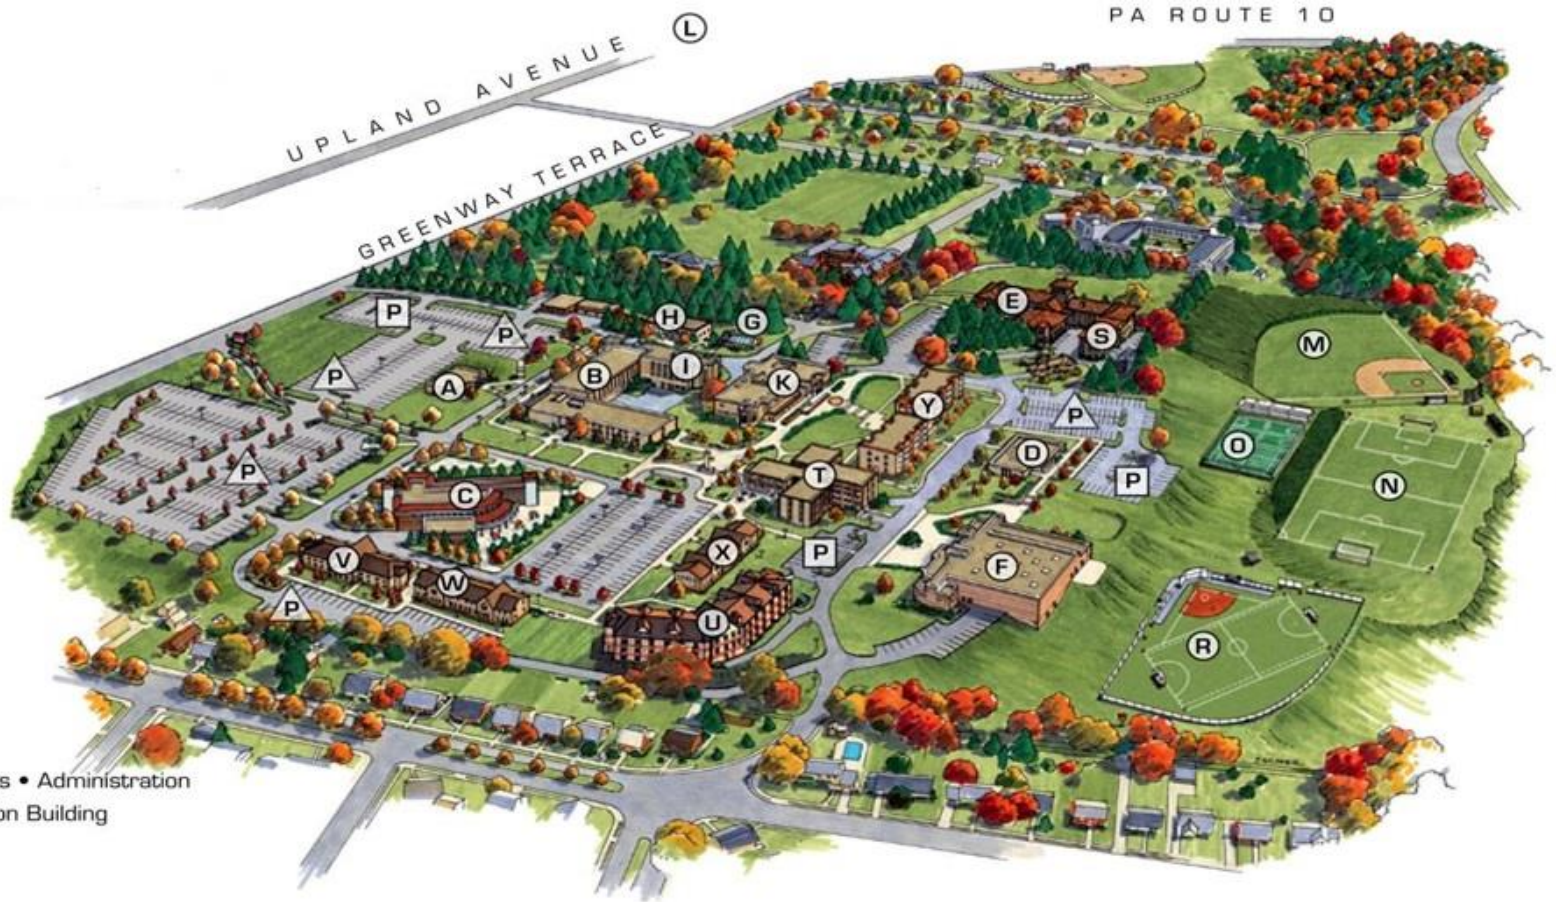 PA ROUTE 10
L
UPLAND AVENUE
GREENWAY TERRACE
E
P
H
G
P
S
M
I
P
B
K
A
Y
P
O
D
P
T
P
N
C
X
P
V
F
W
P
U
R
s • Administration
on Building